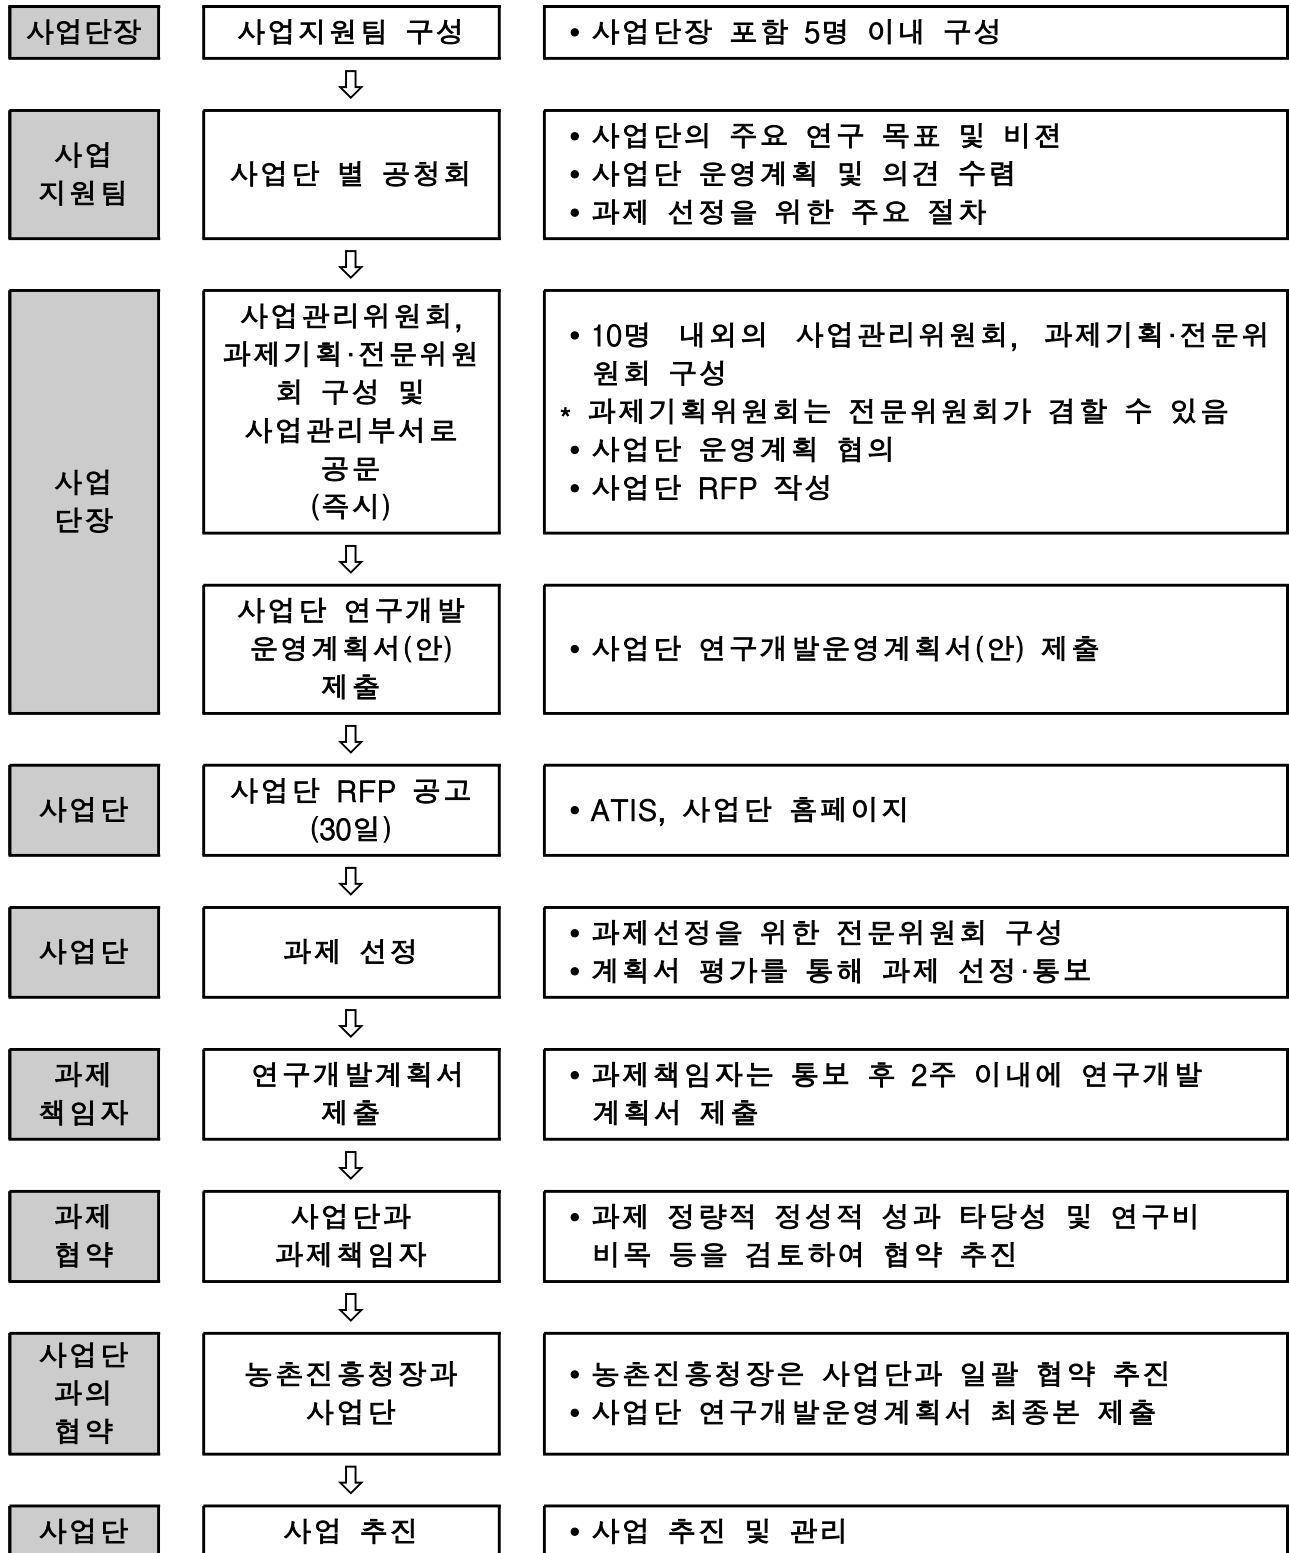 사업단장
사업지원팀 구성
• 사업단장 포함 5명 이내 구성
⇩
사업
지원팀
사업단 별 공청회
• 사업단의 주요 연구 목표 및 비젼
• 사업단 운영계획 및 의견 수렴
• 과제 선정을 위한 주요 절차
⇩
사업
단장
사업관리위원회,
과제기획·전문위원
회 구성 및
사업관리부서로
공문
(즉시)
• 10명 내외의 사업관리위원회, 과제기획·전문위
원회 구성
* 과제기획위원회는 전문위원회가 겸할 수 있음
• 사업단 운영계획 협의
• 사업단 RFP 작성
⇩
사업단 연구개발
운영계획서(안)
제출
• 사업단 연구개발운영계획서(안) 제출
⇩
사업단
사업단 RFP 공고
(30일)
• ATIS, 사업단 홈페이지
⇩
사업단
과제 선정
• 과제선정을 위한 전문위원회 구성
• 계획서 평가를 통해 과제 선정·통보
⇩
과제
책임자
연구개발계획서
제출
• 과제책임자는 통보 후 2주 이내에 연구개발
계획서 제출
⇩
과제
협약
사업단과
과제책임자
• 과제 정량적 정성적 성과 타당성 및 연구비
비목 등을 검토하여 협약 추진
⇩
사업단
과의
협약
농촌진흥청장과
사업단
• 농촌진흥청장은 사업단과 일괄 협약 추진
• 사업단 연구개발운영계획서 최종본 제출
⇩
사업단
사업 추진
• 사업 추진 및 관리